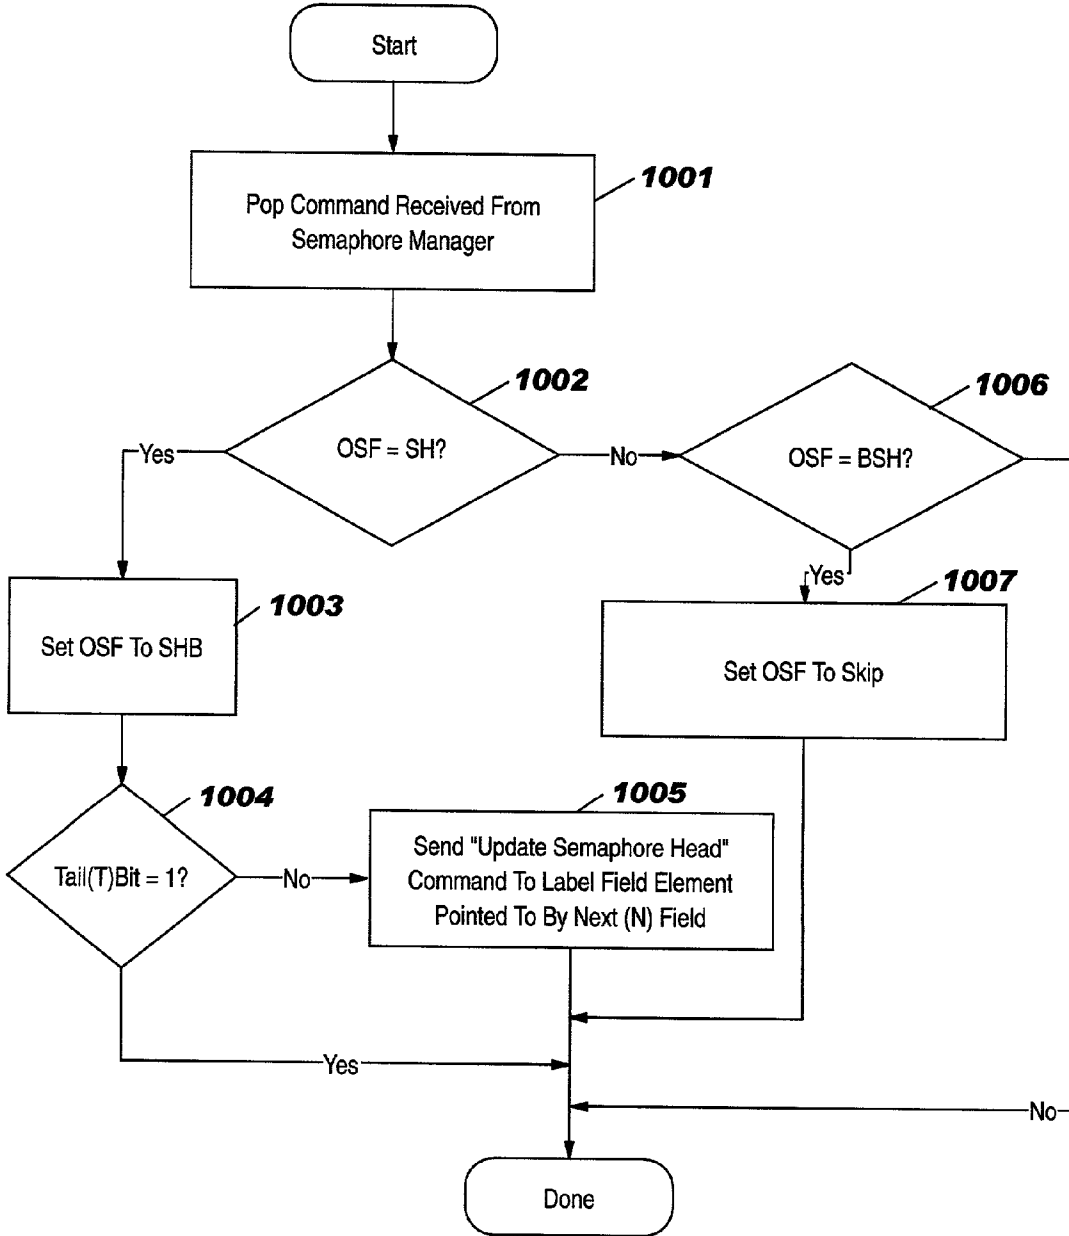 Start
1001
Pop Command Received From
Semaphore Manager
1002
OSF = SH?
Yes
No
1006
OSF = BSH?
Yes
1003
Set OSF To SHB
1007
Set OSF To Skip
1004
Tail(T)Bit = 1?
No
1005
Send "Update Semaphore Head"
Command To Label Field Element
Pointed To By Next (N) Field
Yes
No
Done